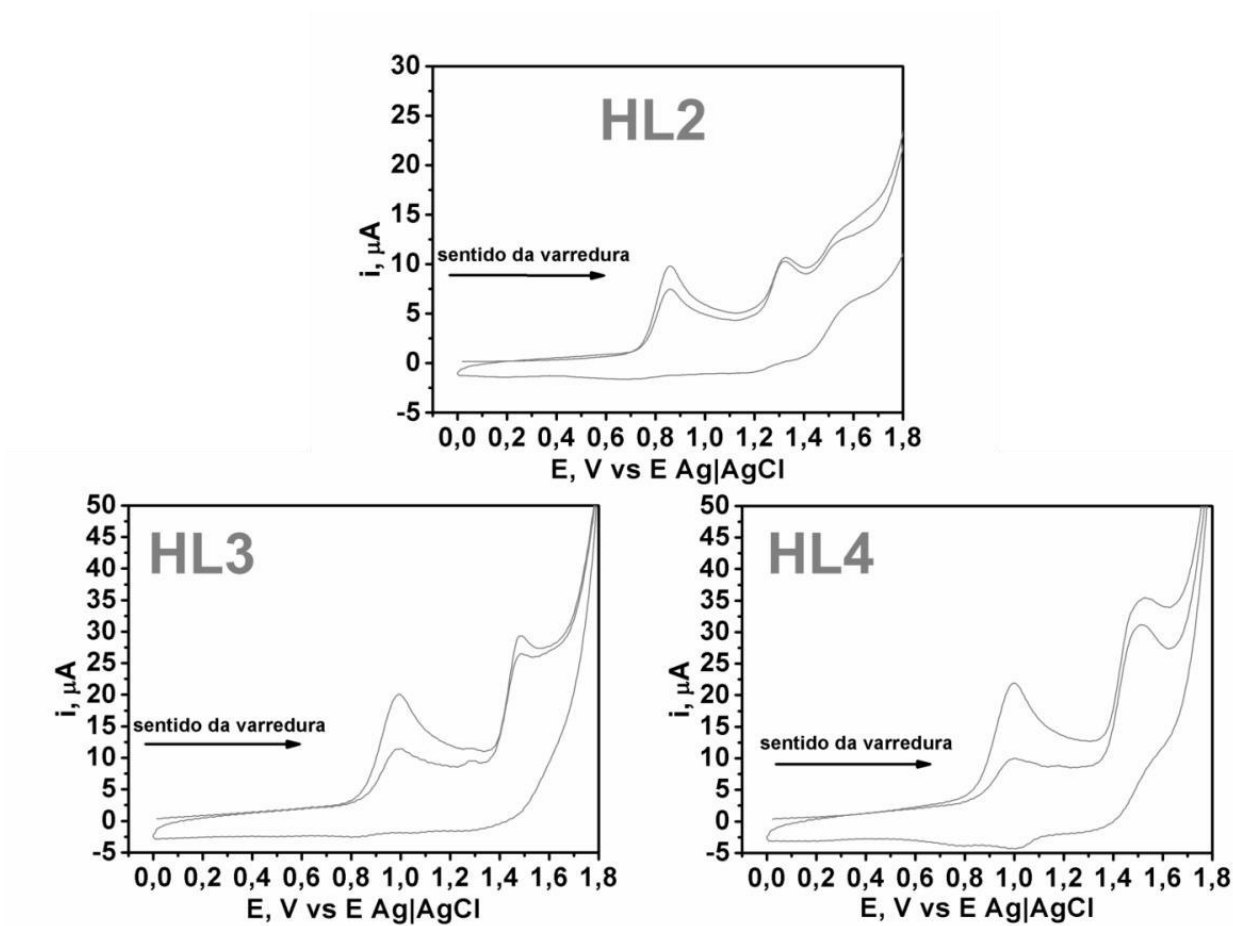 30
25
20
15
10
5
0
-5
i, µA
HL2
sentido da varredura
0,0 0,2 0,4 0,6 0,8 1,0 1,2 1,4 1,6 1,8
E, V vs E Ag|AgCl
50
45
40
35
30
25
20
15
10
5
0
-5
i, µA
HL3
sentido da varredura
0,0 0,2 0,4 0,6 0,8 1,0 1,2 1,4 1,6 1,8
E, V vs E Ag|AgCl
50
45
40
35
30
25
20
15
10
5
0
-5
i, µA
HL4
sentido da varredura
0,0 0,2 0,4 0,6 0,8 1,0 1,2 1,4 1,6 1,8
E, V vs E Ag|AgCl